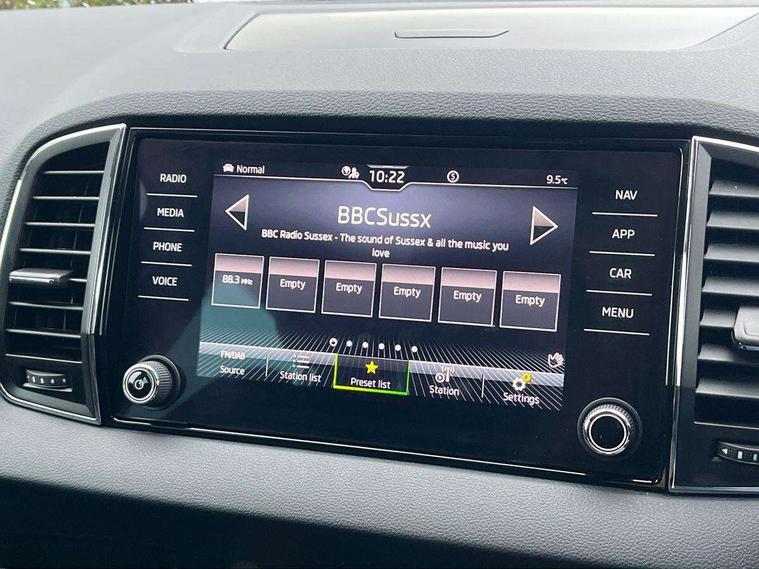 RADIO
MEDIA
PHONE
VOICE
Normal
10:22
S
9.5°C
BBCSussx
BBC Radio Sussex - The sound of Sussex & all the music you
love
88.3 MHz
Empty
Empty
Empty
Empty
Empty
FM/DAB
Source
Station list
Preset list
Station
Settings
NAV
APP
CAR
MENU